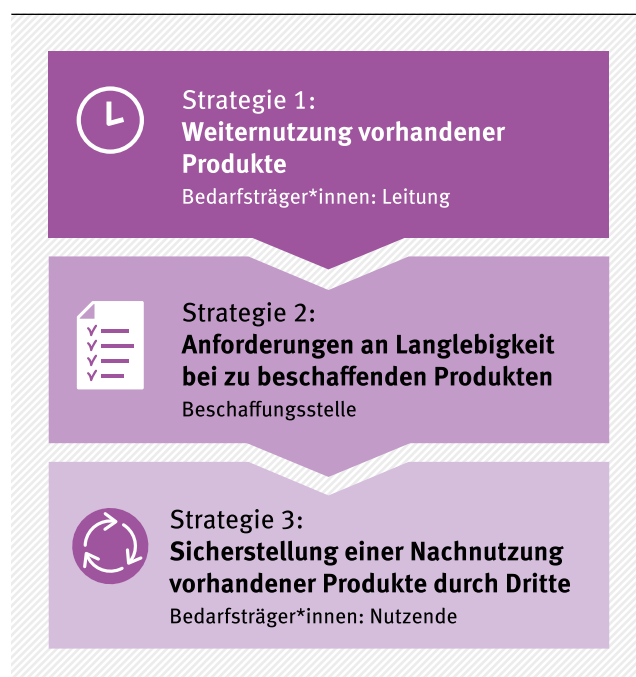 Strategie 1:
Weiternutzung vorhandener
Produkte
Bedarfsträger*innen: Leitung
Strategie 2:
Anforderungen an Langlebigkeit
bei zu beschaffenden Produkten
Beschaffungsstelle
Strategie 3:
Sicherstellung einer Nachnutzung
vorhandener Produkte durch Dritte
Bedarfsträger*innen: Nutzende